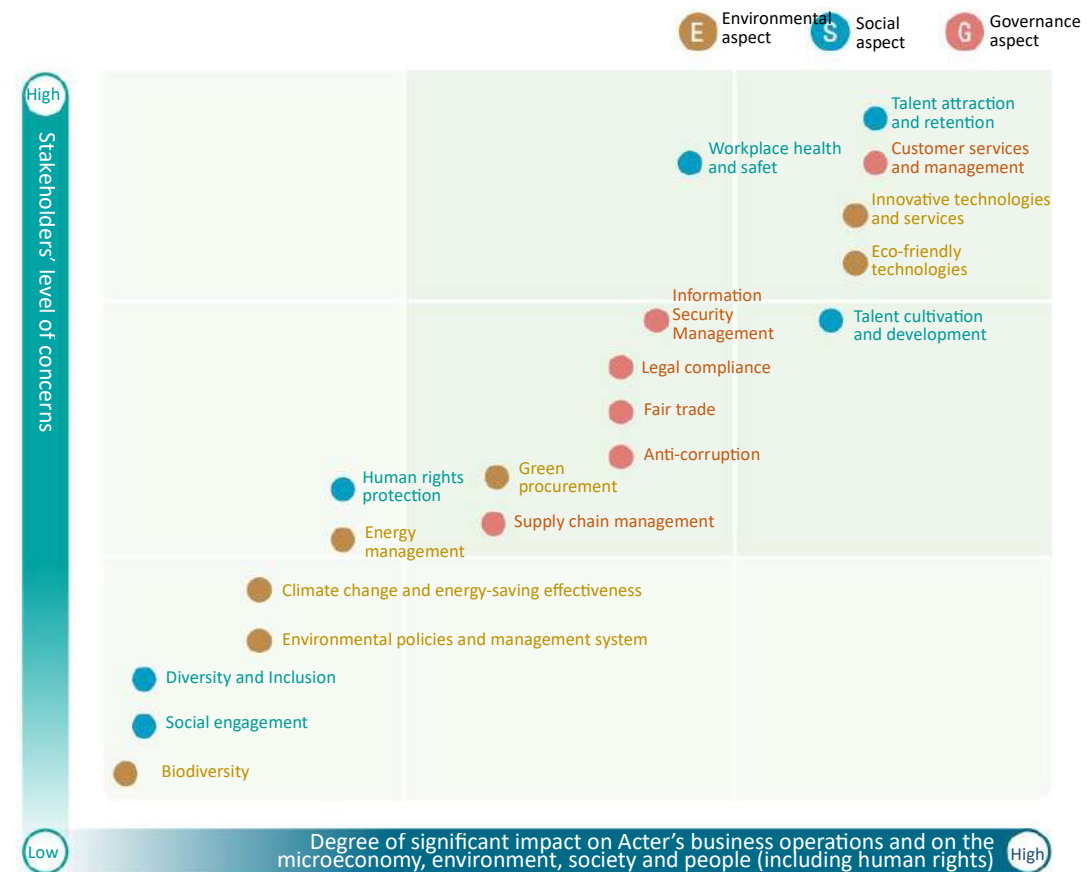 E
Environmental
aspect
S
Social
aspect
G
Governance
aspect
High
Stakeholders' level of concerns
Talent attraction
and retention
Workplace health
and safet
Customer services
and management
Innovative technologies
and services
Eco-friendly
technologies
Information
Security
Management
Talent cultivation
and development
Legal compliance
Fair trade
Anti-corruption
Green
procurement
Human rights
protection
Supply chain management
Energy
management
Climate change and energy-saving effectiveness
Environmental policies and management system
Diversity and Inclusion
Social engagement
Biodiversity
Low
Degree of significant impact on Acter's business operations and on the
microeconomy, environment, society and people (including human rights)
High